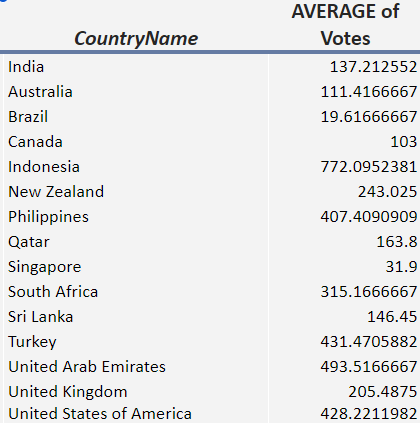 AVERAGE of
CountryName Votes
India 137.212552
Australia 111.4166667
Brazil 19.61666667
Canada 103
Indonesia 772.0952381
New Zealand 243.025
Philippines 407.4090909
Qatar 163.8
Singapore 31.9
South Africa 315.1666667
Sri Lanka 146.45
Turkey 431.4705882
United Arab Emirates 493.5166667
United Kingdom 205.4875
United States of America 428.2211982